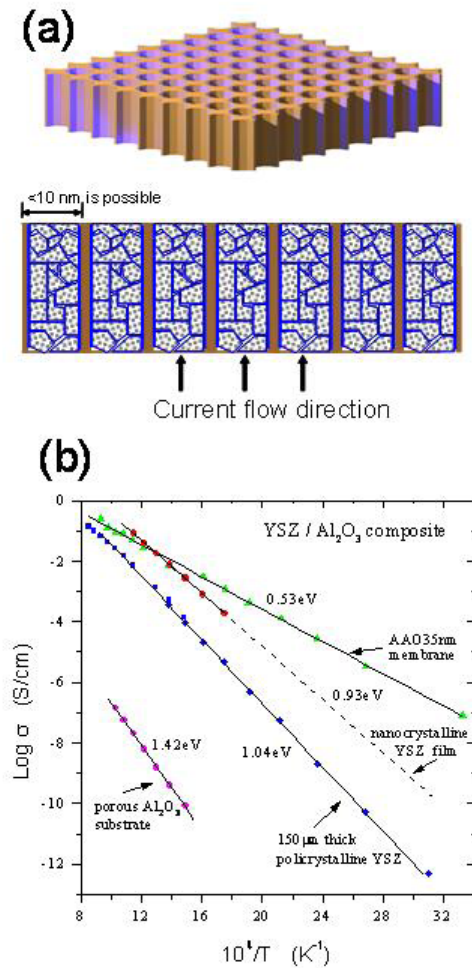 (a)
<10 nm is possible
Current flow direction
(b)
YSZ / Al2O3 composite
0
-2
-4
-6
-8
-10
-12
Log σ (S/cm)
0.53eV
AAO35nm
membrane
0.93eV
nanocrystalline
YSZ film
1.42eV
1.04eV
porous Al2O3
substrate
150µm thick
policrystalline YSZ
8 12 16 20 24 28 32
10⁴/T (K⁻¹)